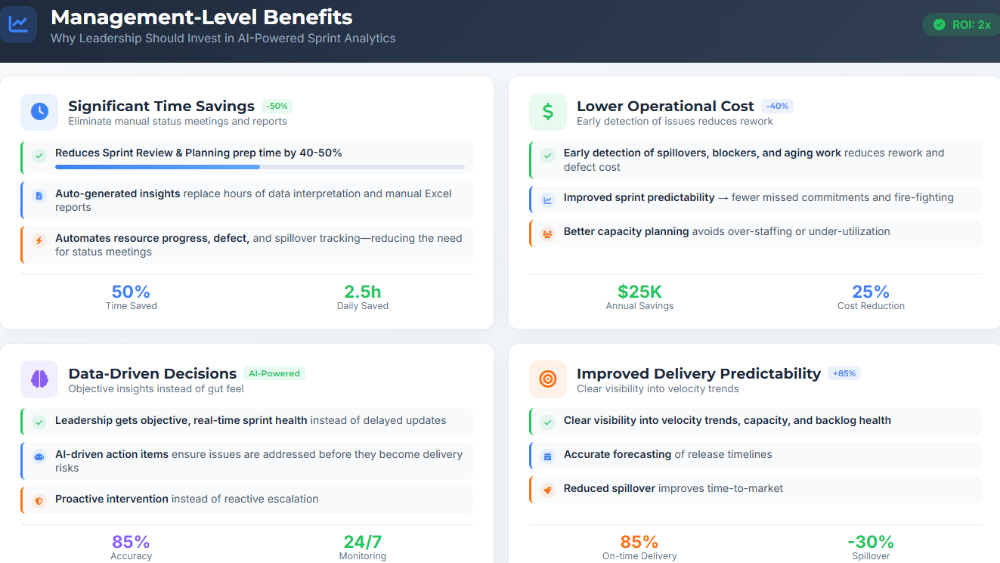 Management-Level Benefits
Why Leadership Should Invest in AI-Powered Sprint Analytics
ROI: 2x
Significant Time Savings -50%
Eliminate manual status meetings and reports
Reduces Sprint Review & Planning prep time by 40-50%
Auto-generated insights replace hours of data interpretation and manual Excel
reports
Automates resource progress, defect, and spillover tracking—reducing the need
for status meetings
50%
Time Saved
2.5h
Daily Saved
Lower Operational Cost -40%
Early detection of issues reduces rework
Early detection of spillovers, blockers, and aging work reduces rework and
defect cost
Improved sprint predictability → fewer missed commitments and fire-fighting
Better capacity planning avoids over-staffing or under-utilization
$25K
Annual Savings
25%
Cost Reduction
Data-Driven Decisions AI-Powered
Objective insights instead of gut feel
Leadership gets objective, real-time sprint health instead of delayed updates
AI-driven action items ensure issues are addressed before they become delivery
risks
Proactive intervention instead of reactive escalation
85%
Accuracy
24/7
Monitoring
Improved Delivery Predictability +85%
Clear visibility into velocity trends
Clear visibility into velocity trends, capacity, and backlog health
Accurate forecasting of release timelines
Reduced spillover improves time-to-market
85%
On-time Delivery
-30%
Spillover